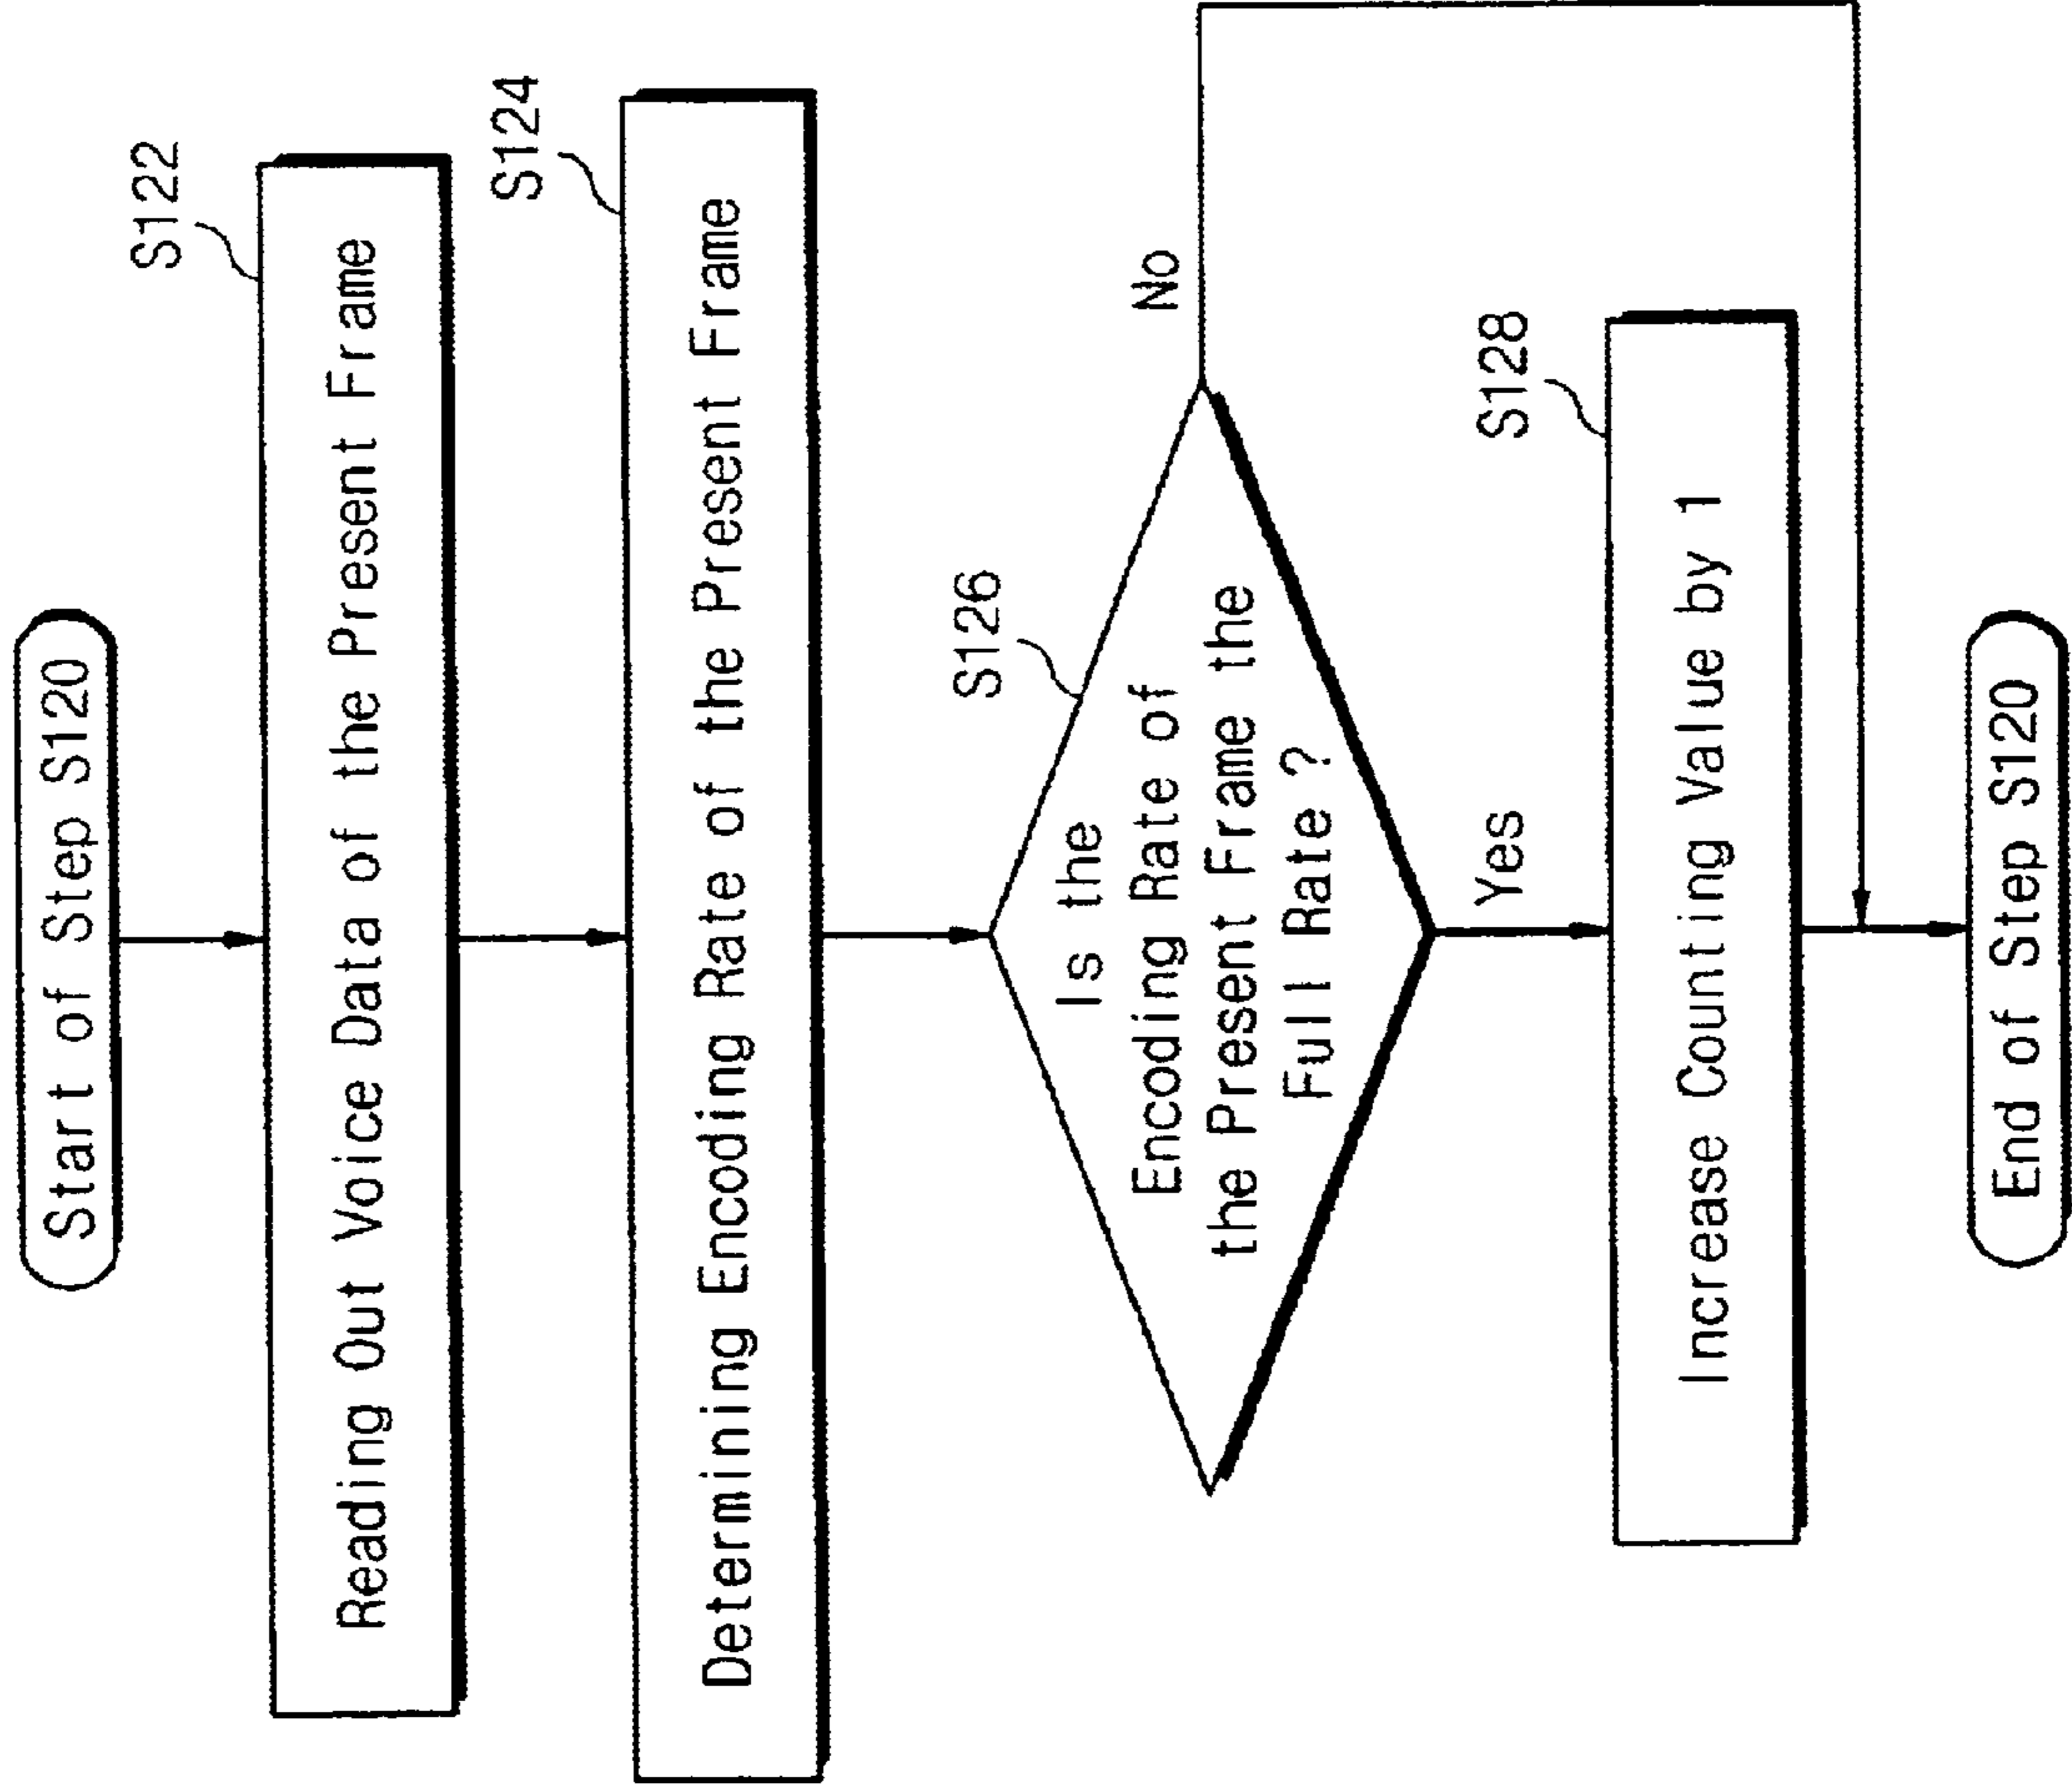 Start of Step S120
S122
Reading Out Voice Data of the Present Frame
S124
Determining Encoding Rate of the Present Frame
S126
Is the
Encoding Rate of
the Present Frame the
Full Rate ?
No
Yes
S128
Increase Counting Value by 1
End of Step S120